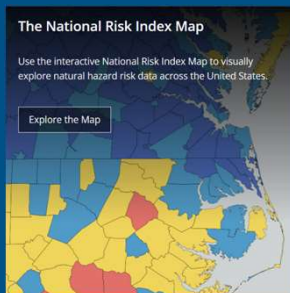 The National Risk Index Map
Use the interactive National Risk Index Map to visually
explore natural hazard risk data across the United States.
Explore the Map